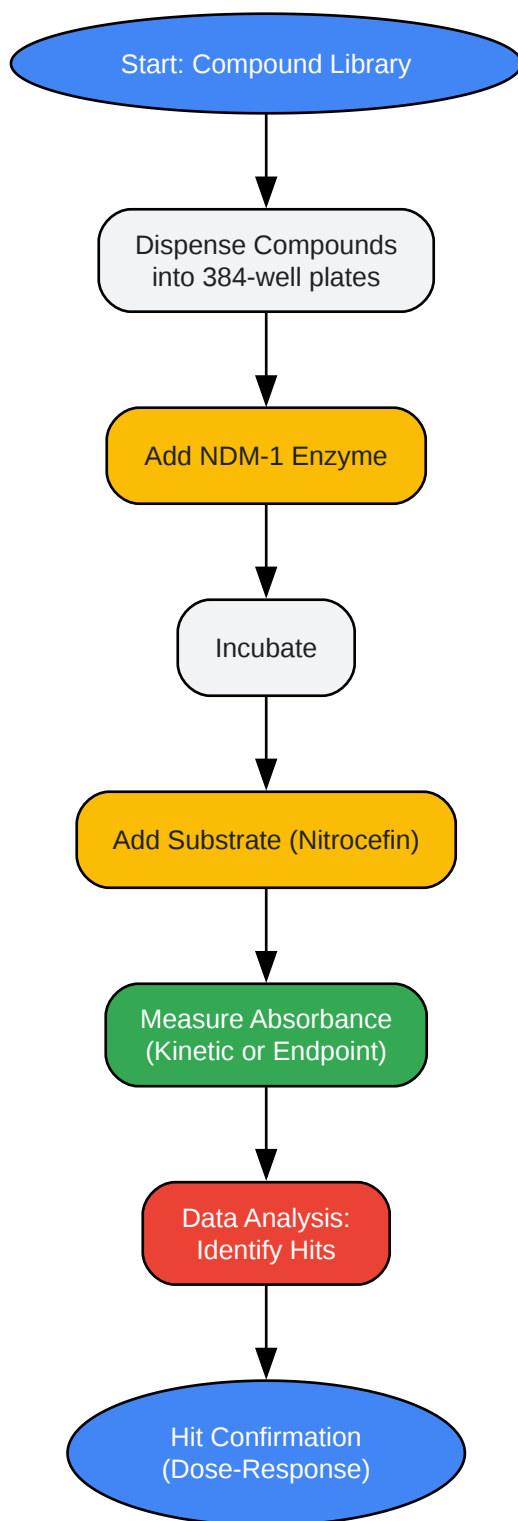 Start: Compound Library
Dispense Compounds
into 384-well plates
Add NDM-1 Enzyme
Incubate
Add Substrate (Nitrocefin)
Measure Absorbance
(Kinetic or Endpoint)
Data Analysis:
Identify Hits
Hit Confirmation
(Dose-Response)